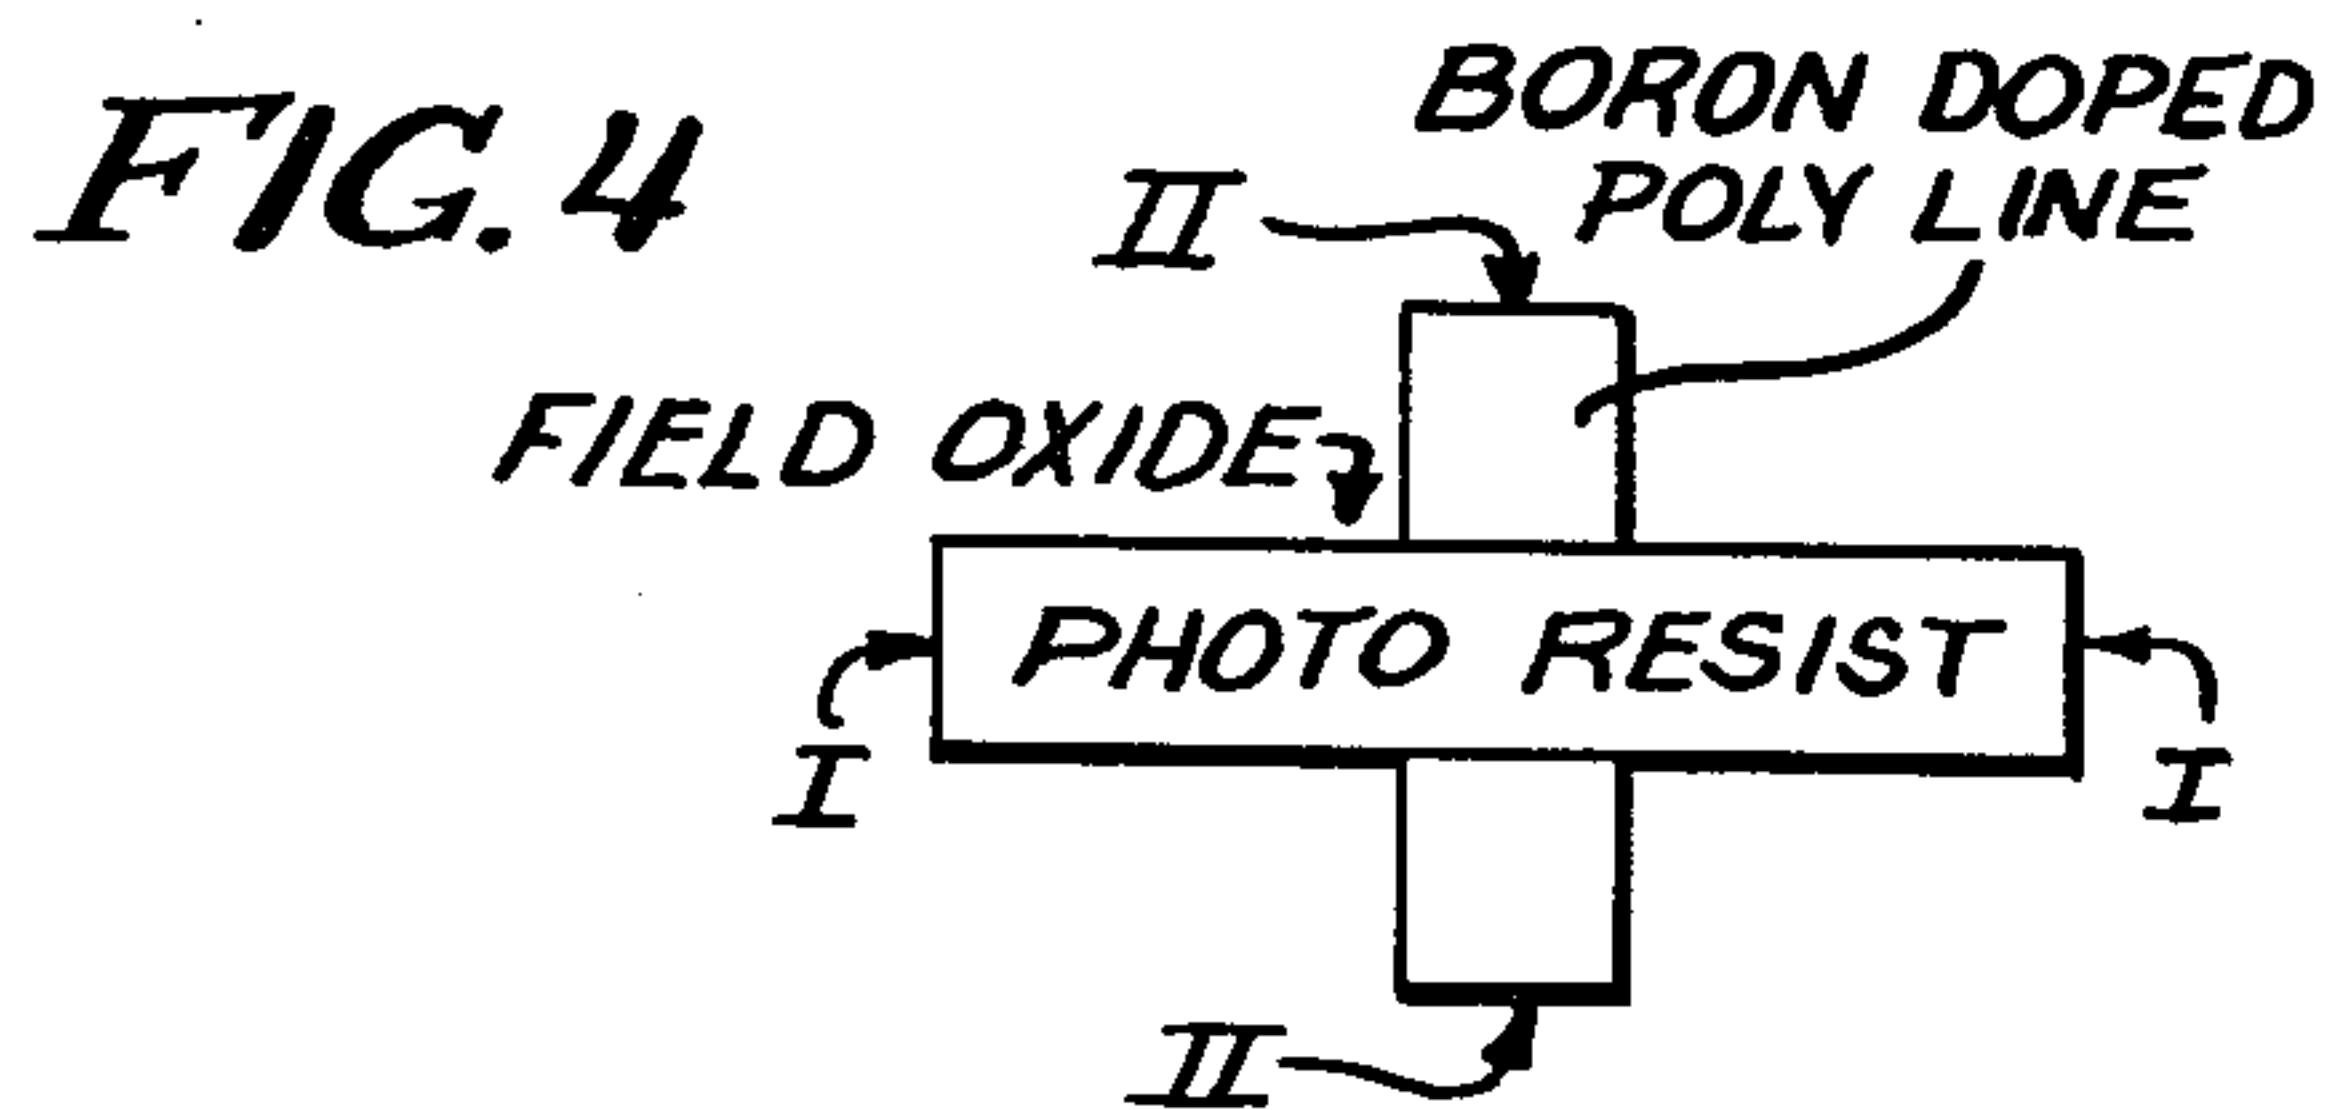 FIG. 4
BORON DOPED
POLY LINE
II
FIELD OXIDE
PHOTO RESIST
I
I
II